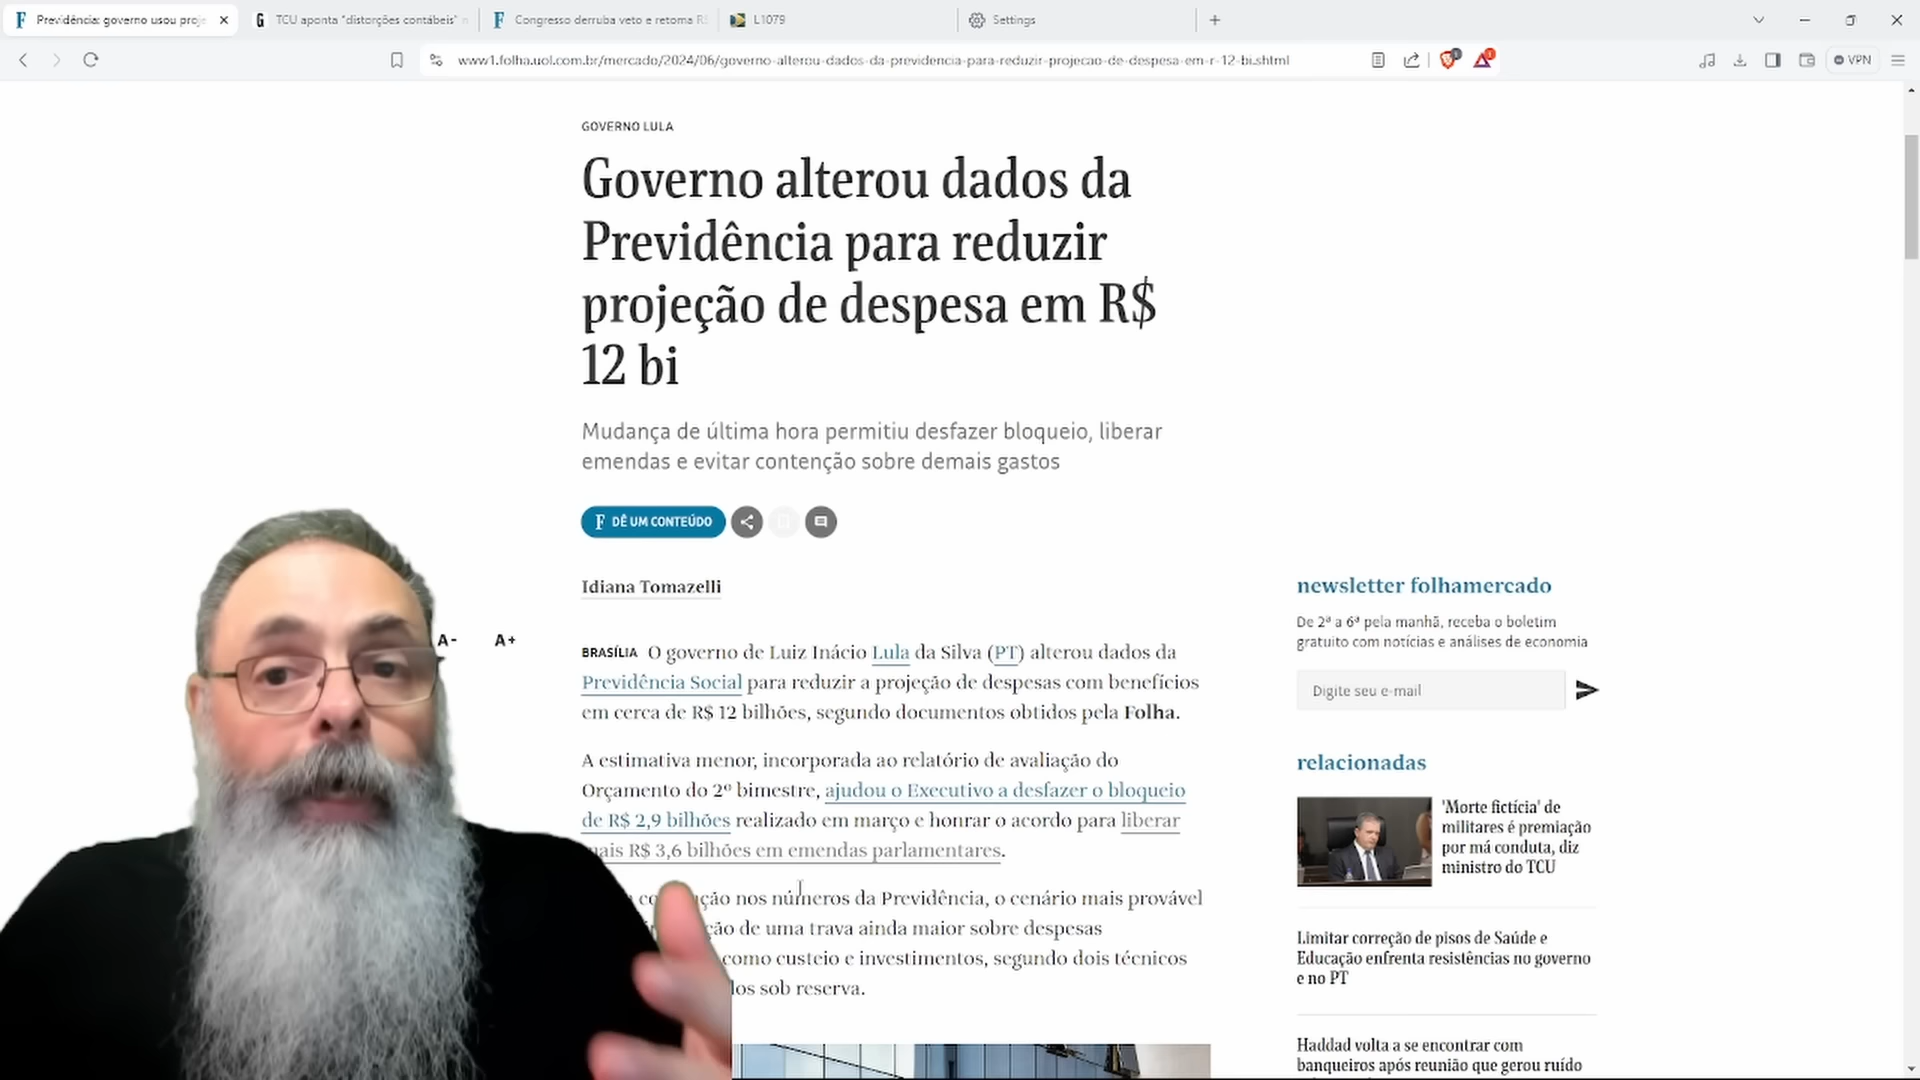 Previdência: governo usou proje
TCU aponta "distorções contábeis" n
Congresso derruba veto e retoma R$
L1079
Settings
www1.folha.uol.com.br/mercado/2024/06/governo-alterou-dados-da-previdencia-para-reduzir-projecao-de-despesa-em-r-12-bi.shtml
VPN
GOVERNO LULA
Governo alterou dados da
Previdência para reduzir
projeção de despesa em R$
12 bi
Mudança de última hora permitiu desfazer bloqueio, liberar
emendas e evitar contenção sobre demais gastos
F DÊ UM CONTEÚDO
Idiana Tomazelli
A- A+
BRASÍLIA O governo de Luiz Inácio Lula da Silva (PT) alterou dados da
Previdência Social para reduzir a projeção de despesas com benefícios
em cerca de R$ 12 bilhões, segundo documentos obtidos pela Folha.
A estimativa menor, incorporada ao relatório de avaliação do
Orçamento do 2º bimestre, ajudou o Executivo a desfazer o bloqueio
de R$ 2,9 bilhões realizado em março e honrar o acordo para liberar
mais R$ 3,6 bilhões em emendas parlamentares.
nos números da Previdência, o cenário mais provável
de uma trava ainda maior sobre despesas
como custeio e investimentos, segundo dois técnicos
sob reserva.
newsletter folhamercado
De 2ª a 6ª pela manhã, receba o boletim
gratuito com notícias e análises de economia
Digite seu e-mail
relacionadas
'Morte fictícia' de
militares é premiação
por má conduta, diz
ministro do TCU
Limitar correção de pisos de Saúde e
Educação enfrenta resistências no governo
e no PT
Haddad volta a se encontrar com
banqueiros após reunião que gerou ruído